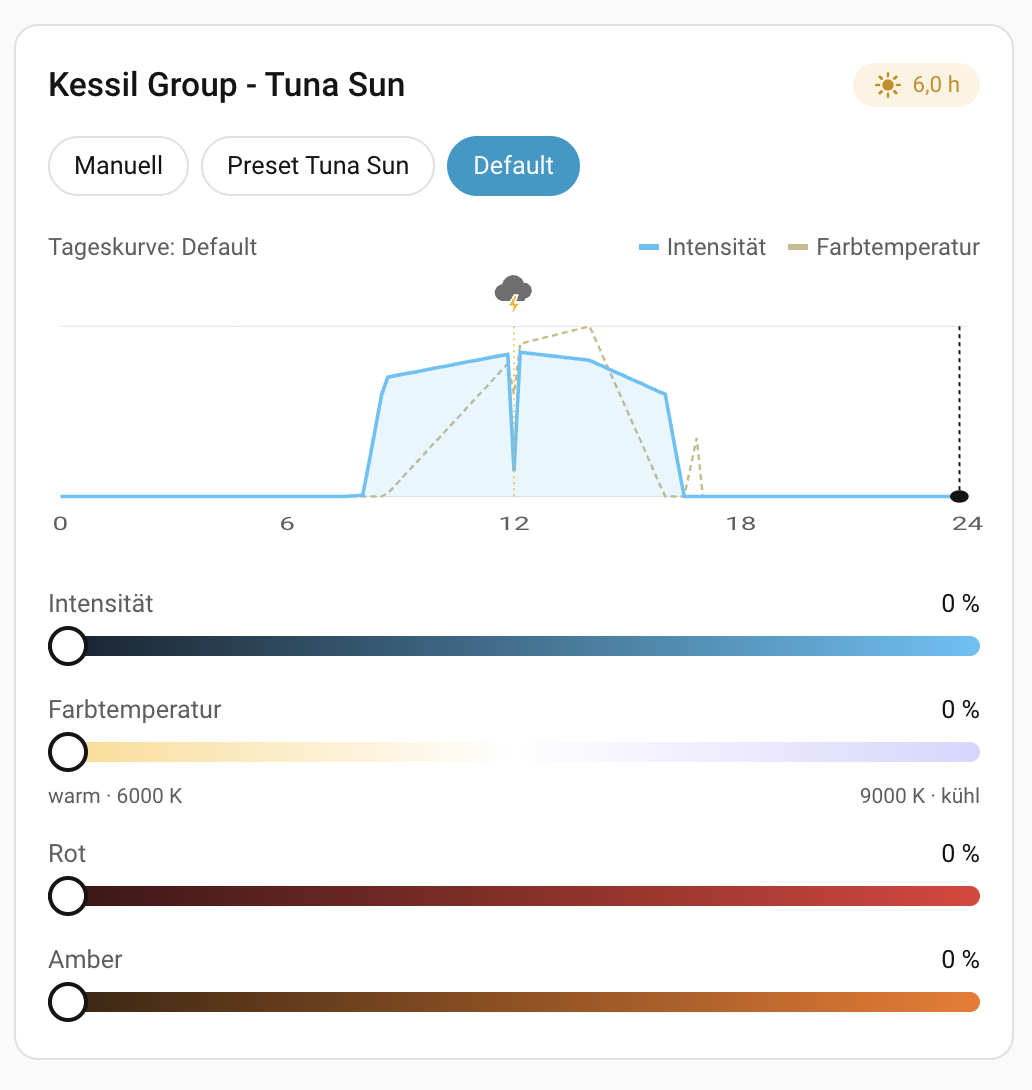 Kessil Group - Tuna Sun
6,0 h
Manuell
Preset Tuna Sun
Default
Tageskurve: Default
Intensität
Farbtemperatur
0 6 12 18 24
Intensität 0 %
Farbtemperatur 0 %
warm · 6000 K 9000 K · kühl
Rot 0 %
Amber 0 %